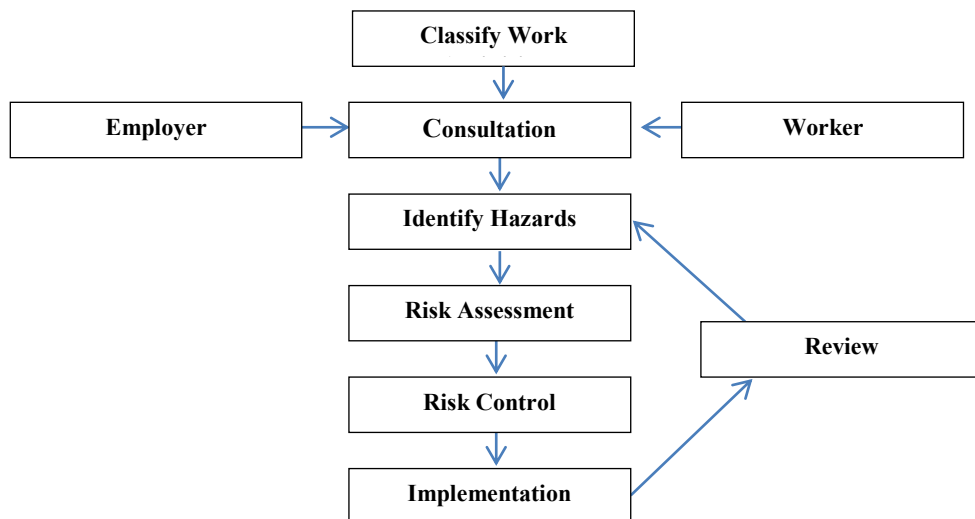 Classify Work
Employer
Consultation
Worker
Identify Hazards
Risk Assessment
Review
Risk Control
Implementation